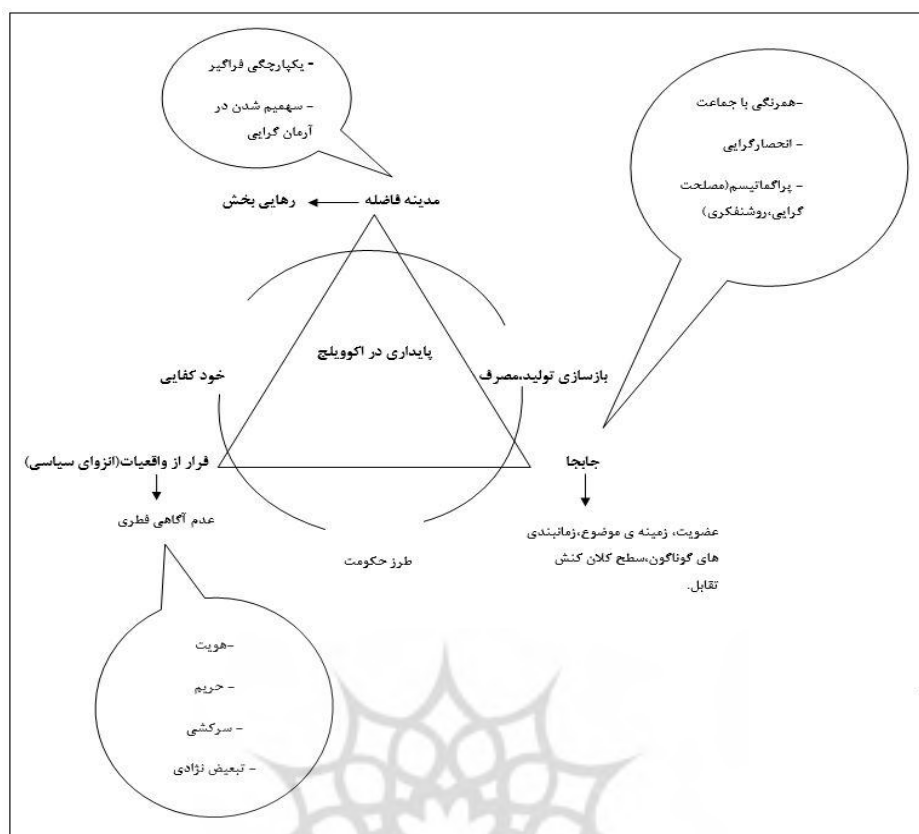 - یکپارچگی فراگیر
- سهمیم شدن در
آرمان گرایی
-همرنگی با جماعت
- انحصارگرایی
- پراگماتیسم(مصلحت
گرایی،روشنفکری)
مدینه فاضله
رهایی بخش
پایداری در اکوویلج
بازسازی تولید،مصرف
خود کفایی
جابجا
فرار از واقعیات(انزوای سیاسی)
عدم آگاهی فطری
عضویت، زمینه ی موضوع،زمانبندی
های گوناگون،سطح کلان کنش
تقابل.
طرز حکومت
-هویت
- حریم
- سرکشی
- تبعیض نژادی